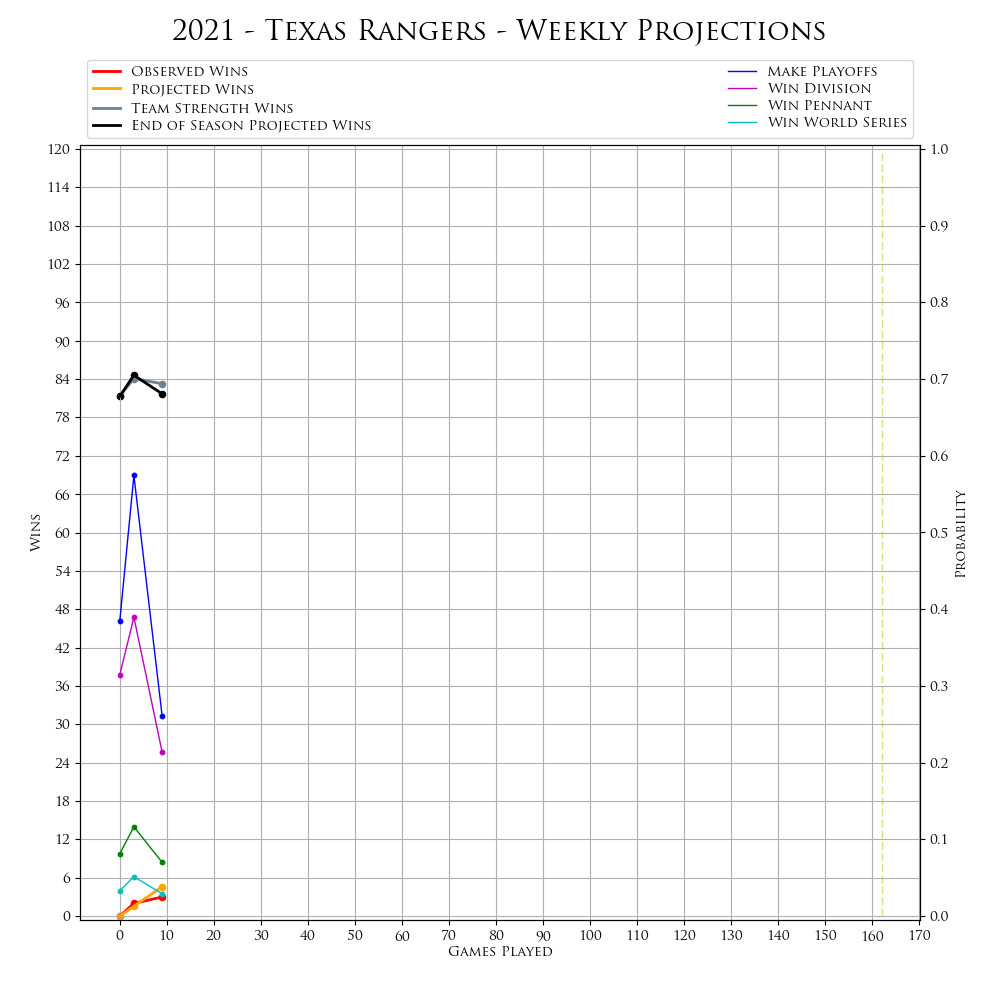 2021 - Texas Rangers - Weekly Projections
Observed Wins
Projected Wins
Team Strength Wins
End of Season Projected Wins
Make Playoffs
Win Division
Win Pennant
Win World Series
120
114
108
102
96
90
84
78
72
66
60
54
48
42
36
30
24
18
12
6
0
Wins
1.0
0.9
0.8
0.7
0.6
0.5
0.4
0.3
0.2
0.1
0.0
Probability
0 10 20 30 40 50 60 70 80 90 100 110 120 130 140 150 160 170
Games Played